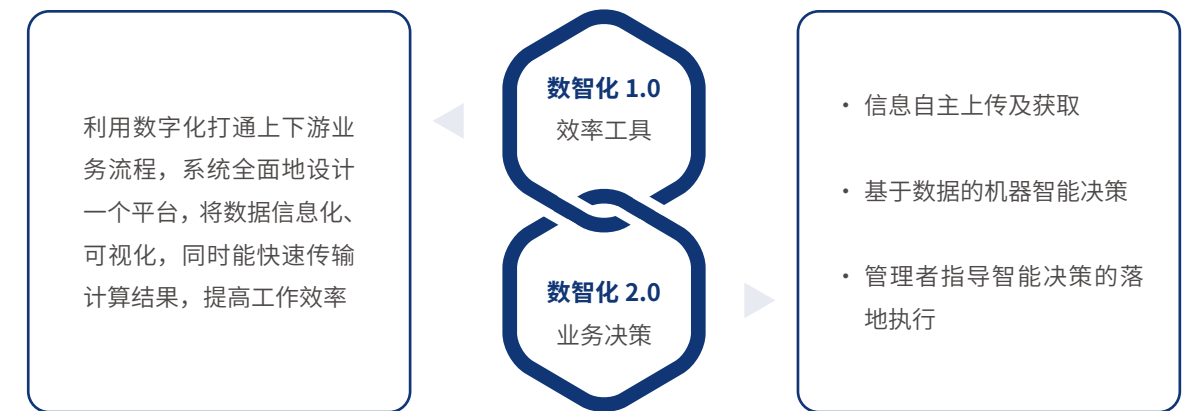 利用数字化打通上下游业
务流程，系统全面地设计
一个平台，将数据信息化、
可视化，同时能快速传输
计算结果，提高工作效率
数智化 1.0
效率工具
数智化 2.0
业务决策
· 信息自主上传及获取
· 基于数据的机器智能决策
· 管理者指导智能决策的落
地执行